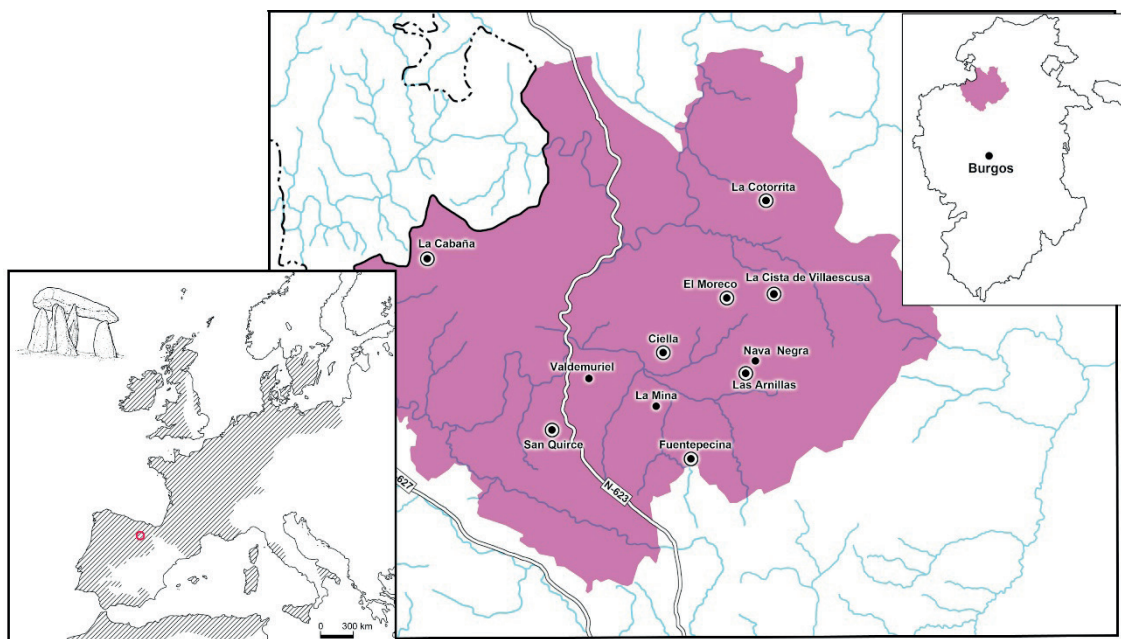 La Cotorrita
La Cabaña
La Cista de Villaescusa
El Moreco
Ciella
Nava Negra
Valdemuriel
Las Arnillas
La Mina
San Quirce
Fuentepecina
N-623
-627
Burgos
0 300 km